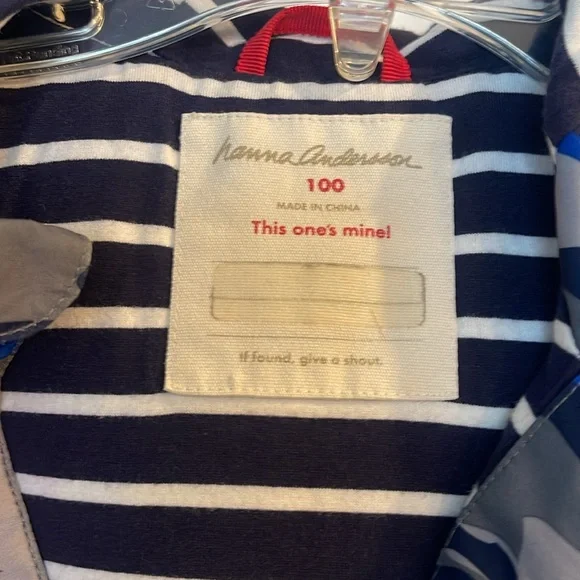 hanna andersson
100
MADE IN CHINA
This one's mine!
If found, give a shout.